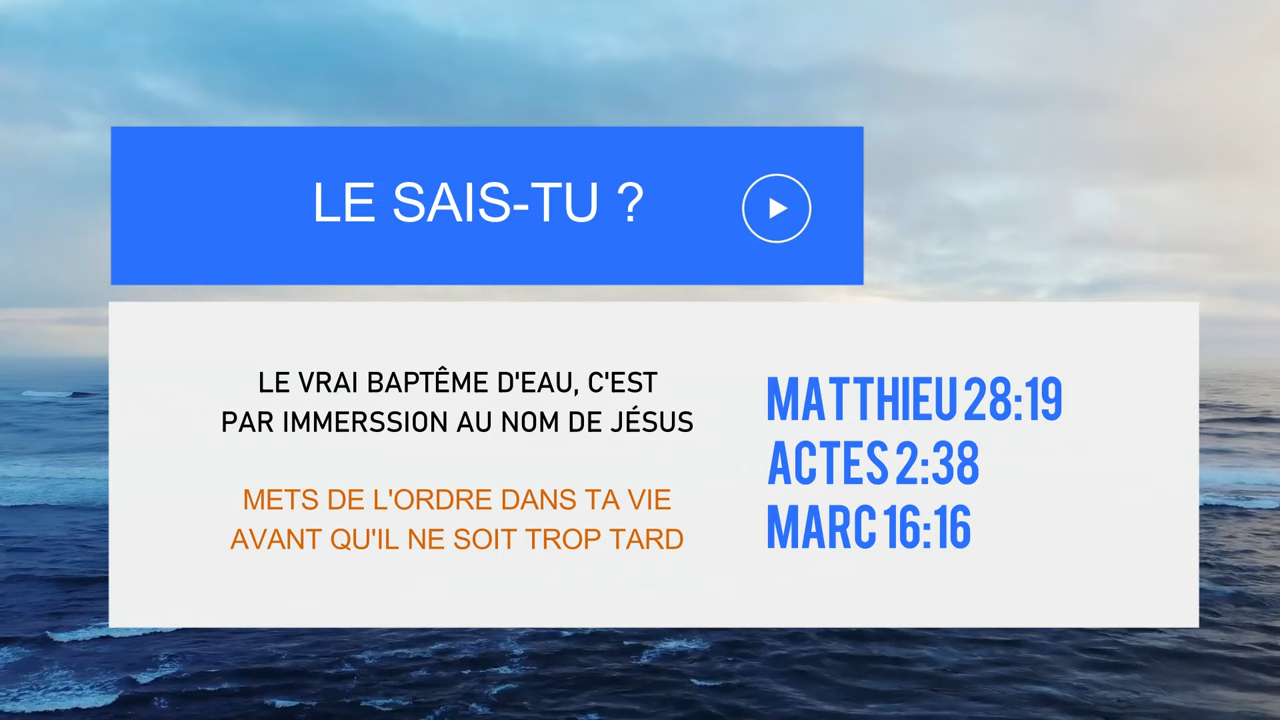 LE SAIS-TU ?
LE VRAI BAPTÊME D'EAU, C'EST
PAR IMMERSSION AU NOM DE JÉSUS
METS DE L'ORDRE DANS TA VIE
AVANT QU'IL NE SOIT TROP TARD
MATTHIEU 28:19
ACTES 2:38
MARC 16:16